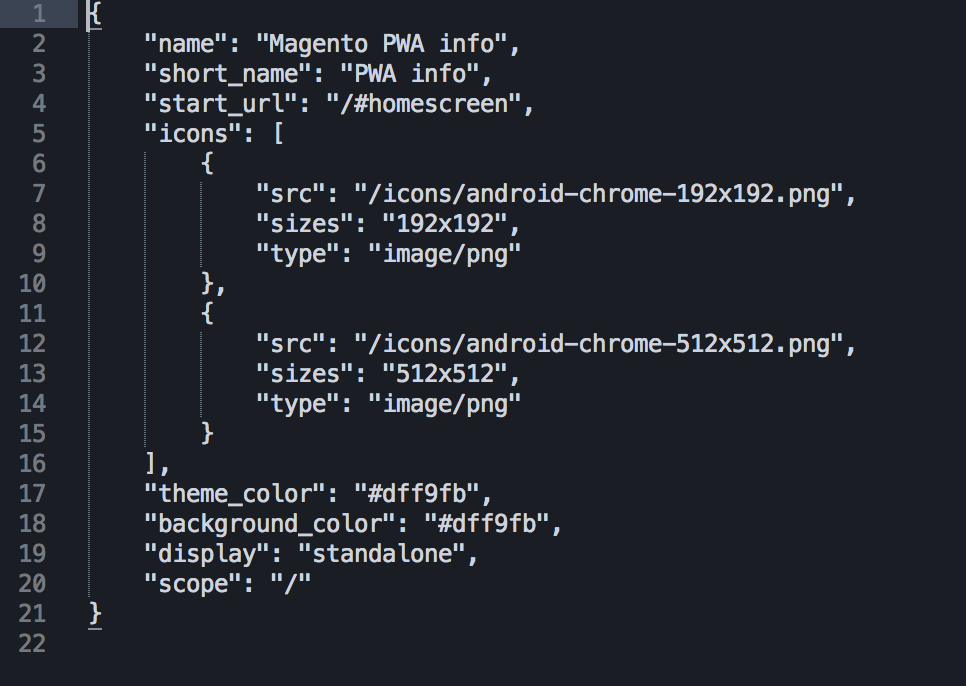 1 {
2     "name": "Magento PWA info",
3     "short_name": "PWA info",
4     "start_url": "/#homescreen",
5     "icons": [
6         {
7             "src": "/icons/android-chrome-192x192.png",
8             "sizes": "192x192",
9             "type": "image/png"
10         },
11         {
12             "src": "/icons/android-chrome-512x512.png",
13             "sizes": "512x512",
14             "type": "image/png"
15         }
16     ],
17     "theme_color": "#dff9fb",
18     "background_color": "#dff9fb",
19     "display": "standalone",
20     "scope": "/"
21 }
22